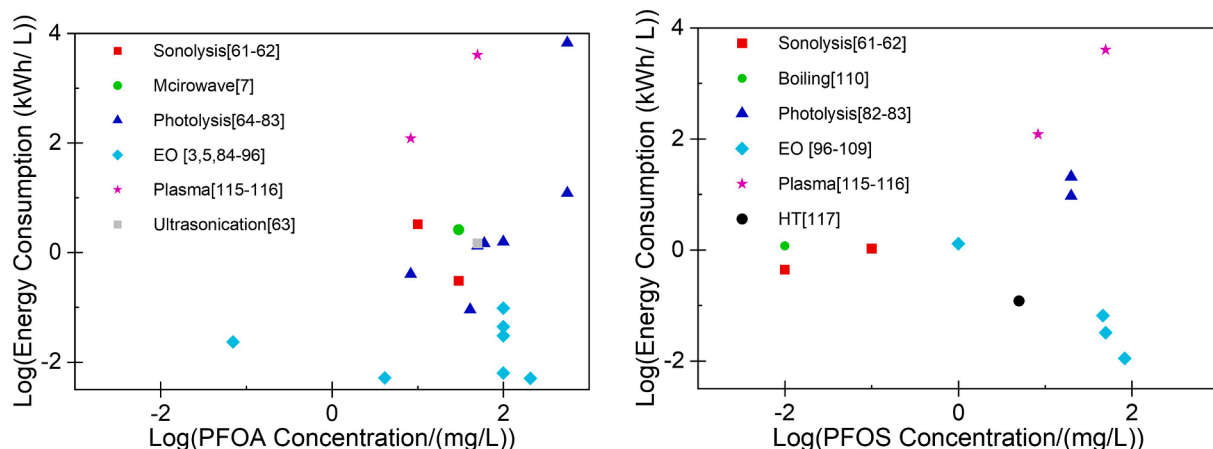 Log(Energy Consumption (kWh/ L))
4
2
0
-2
Sonolysis[61-62]
Mcirowave[7]
Photolysis[64-83]
EO [3,5,84-96]
Plasma[115-116]
Ultrasonication[63]
-2
0
2
Log(PFOA Concentration/(mg/L))
Log(Energy Consumption (kWh/ L))
4
2
0
-2
Sonolysis[61-62]
Boiling[110]
Photolysis[82-83]
EO [96-109]
Plasma[115-116]
HT[117]
-2
0
2
Log(PFOS Concentration/(mg/L))